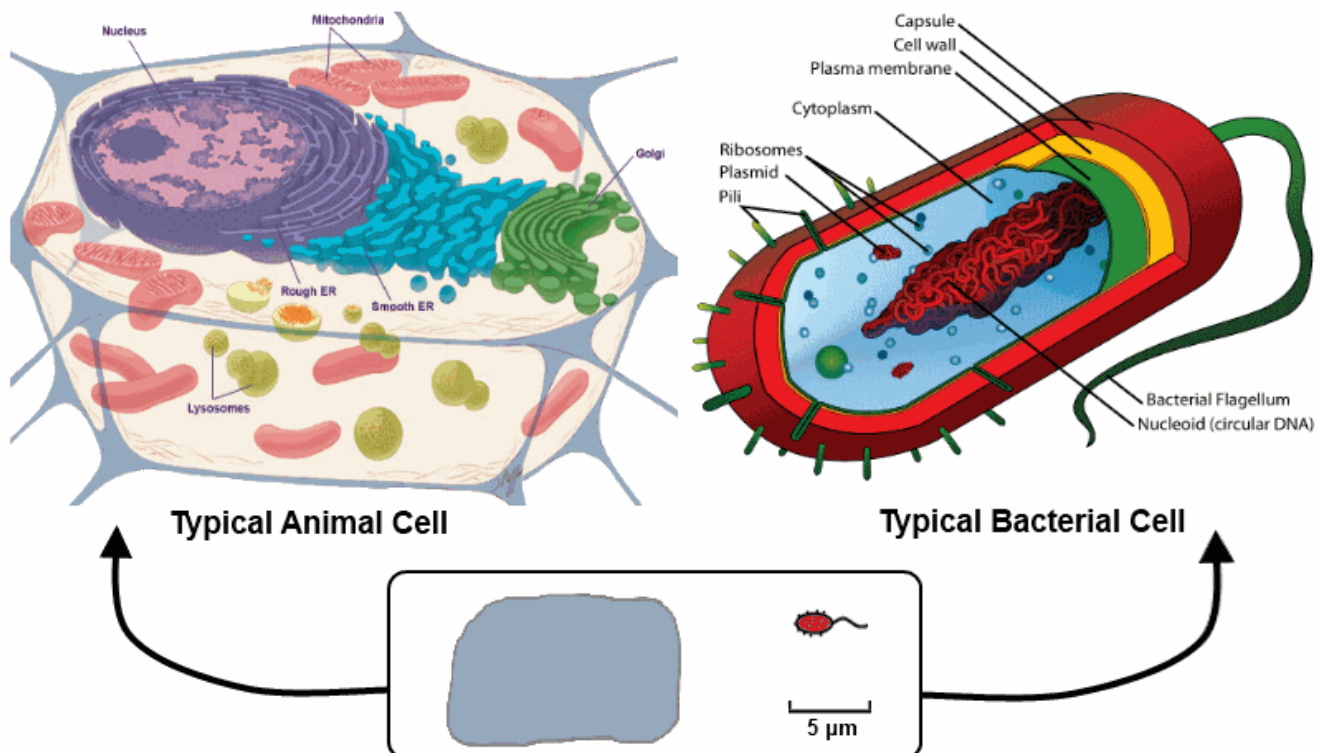 Nucleus
Mitochondria
Golgi
Rough ER
Smooth ER
Lysosomes
Typical Animal Cell
Capsule
Cell wall
Plasma membrane
Cytoplasm
Ribosomes
Plasmid
Pili
Bacterial Flagellum
Nucleoid (circular DNA)
Typical Bacterial Cell
5 µm